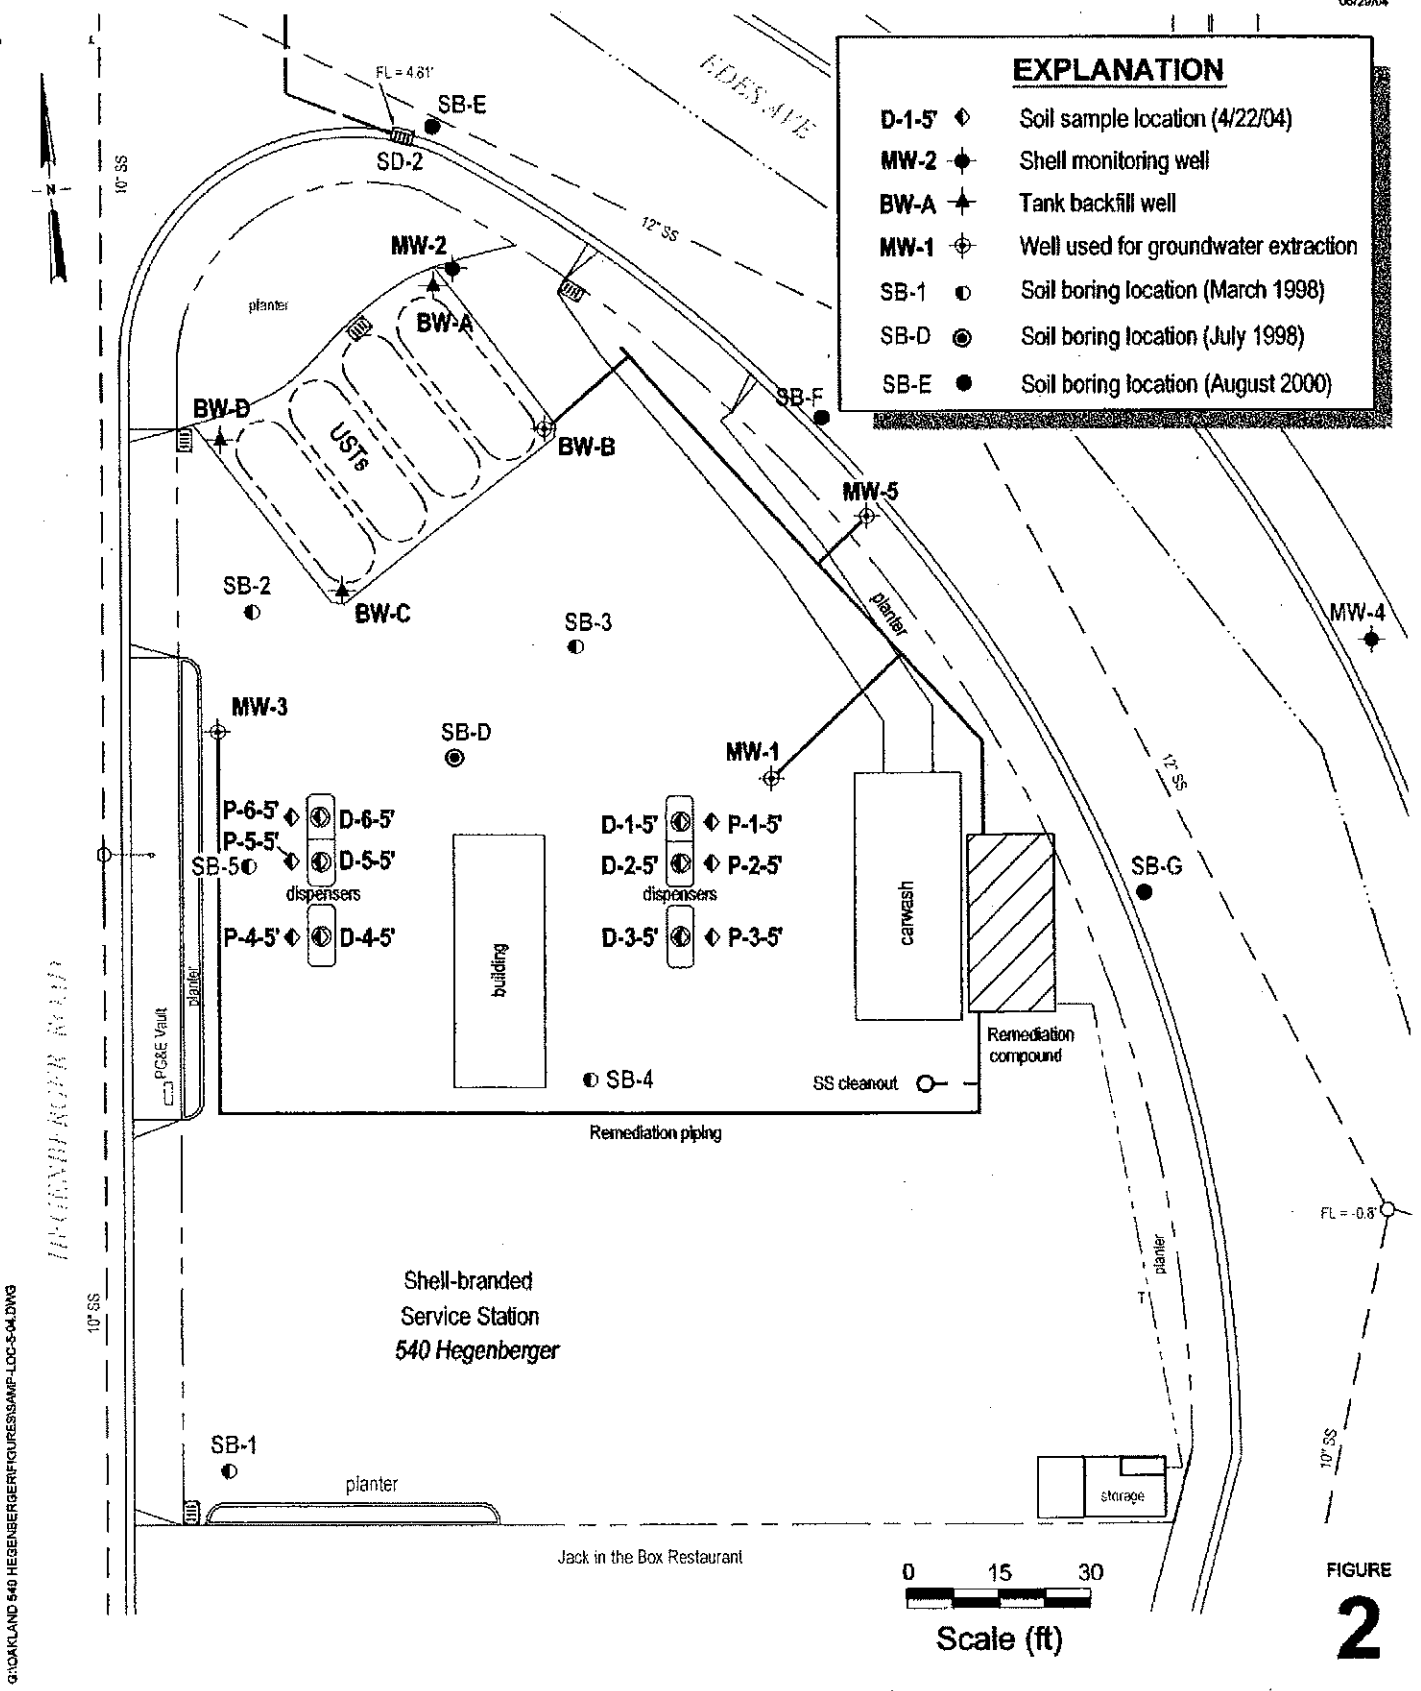 06/29/04
EXPLANATION
D-1-5' Soil sample location (4/22/04)
MW-2 Shell monitoring well
BW-A Tank backfill well
MW-1 Well used for groundwater extraction
SB-1 Soil boring location (March 1998)
SB-D Soil boring location (July 1998)
SB-E Soil boring location (August 2000)
FL = 4.61'
SB-E
SD-2
EDES AVE
10" SS
N
12" SS
MW-2
planter
BW-A
BW-D
USTs
BW-B
SB-F
MW-5
SB-2
BW-C
SB-3
planter
MW-4
MW-3
SB-D
MW-1
12" SS
P-6-5' D-6-5'
P-5-5' D-5-5'
SB-5
dispensers
P-4-5' D-4-5'
D-1-5' P-1-5'
D-2-5' P-2-5'
dispensers
D-3-5' P-3-5'
building
carwash
SB-G
planter
PG&E Vault
HEGENBERGER ROAD
Remediation
compound
SB-4
SS cleanout
Remediation piping
FL = -0.8'
planter
T
10" SS
Shell-branded
Service Station
540 Hegenberger
SB-1
planter
storage
10" SS
Jack in the Box Restaurant
0 15 30
Scale (ft)
FIGURE
2
G:\OAKLAND 540 HEGENBERGER\FIGURES\SAMP-LOC-5-04.DWG